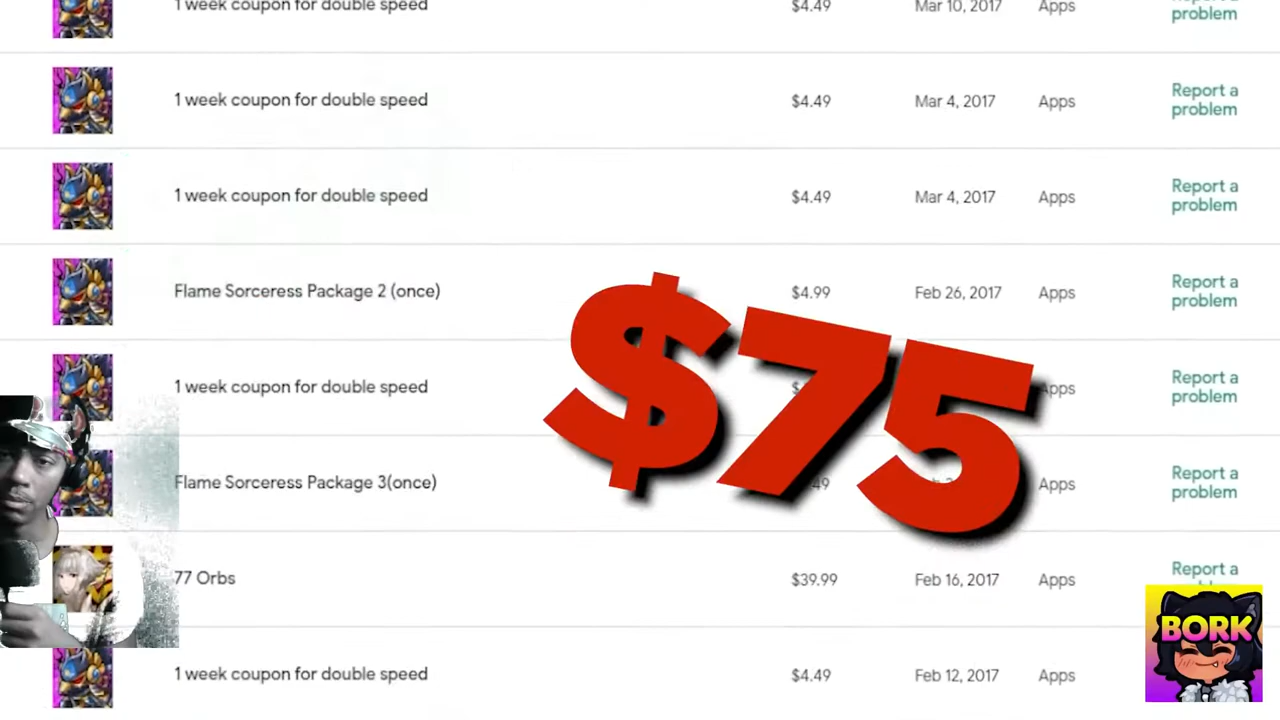 1 week coupon for double speed $4.49 Mar 10, 2017 Apps
problem
1 week coupon for double speed $4.49 Mar 4, 2017 Apps Report a
problem
1 week coupon for double speed $4.49 Mar 4, 2017 Apps Report a
problem
Flame Sorceress Package 2 (once) $4.99 Feb 26, 2017 Apps Report a
problem
$75
1 week coupon for double speed Apps Report a
problem
Flame Sorceress Package 3(once) Apps Report a
problem
77 Orbs $39.99 Feb 16, 2017 Apps Report a
BORK
1 week coupon for double speed $4.49 Feb 12, 2017 Apps